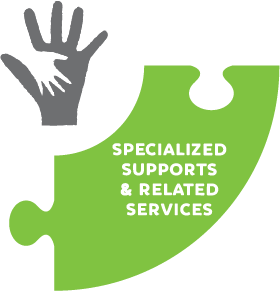 SPECIALIZED
SUPPORTS
& RELATED
SERVICES